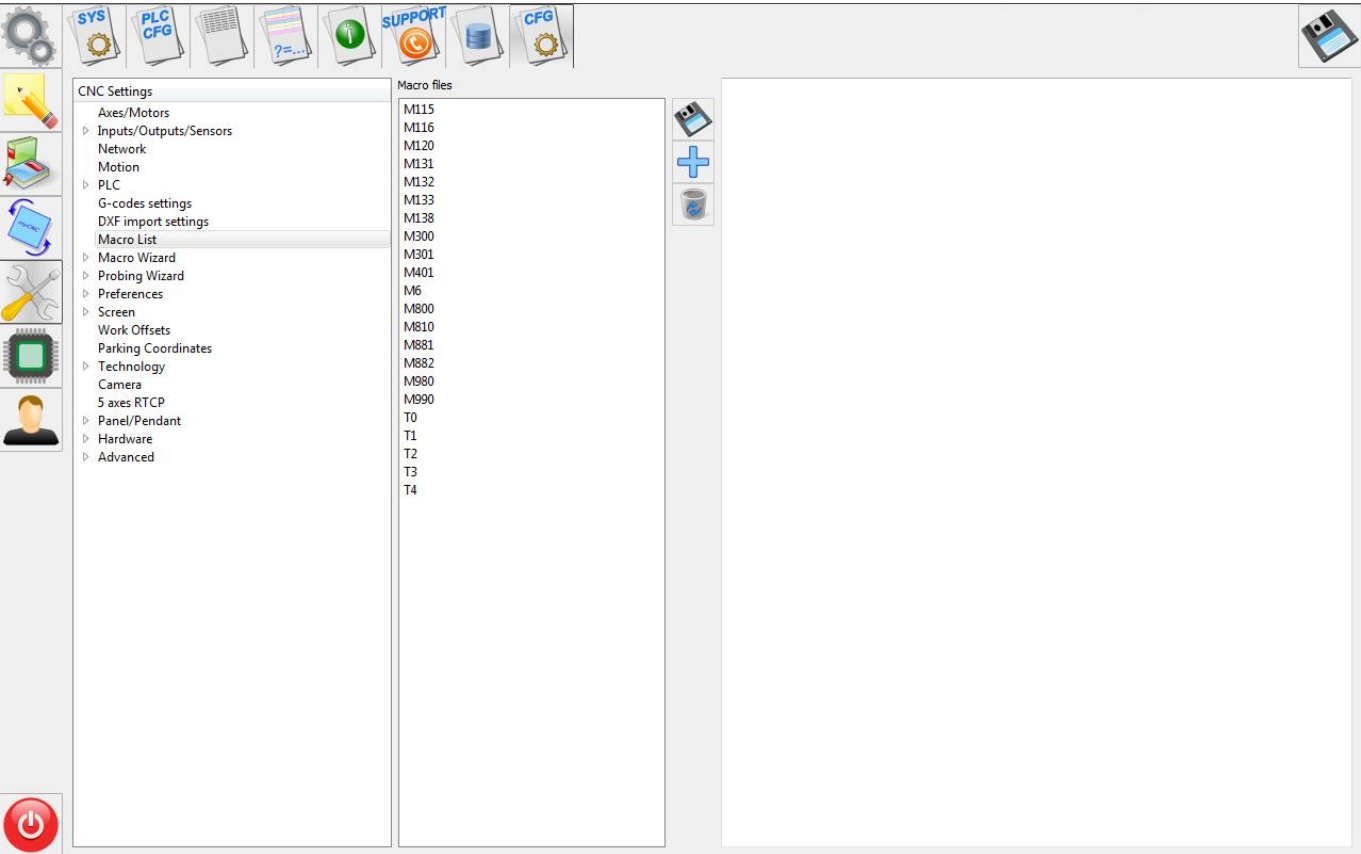 SYS
PLC
CFG
?=...
SUPPORT
CFG
CNC Settings
Axes/Motors
Inputs/Outputs/Sensors
Network
Motion
PLC
G-codes settings
DXF import settings
Macro List
Macro Wizard
Probing Wizard
Preferences
Screen
Work Offsets
Parking Coordinates
Technology
Camera
5 axes RTCP
Panel/Pendant
Hardware
Advanced
Macro files
M115
M116
M120
M131
M132
M133
M138
M300
M301
M401
M6
M800
M810
M881
M882
M980
M990
T0
T1
T2
T3
T4
myCNC